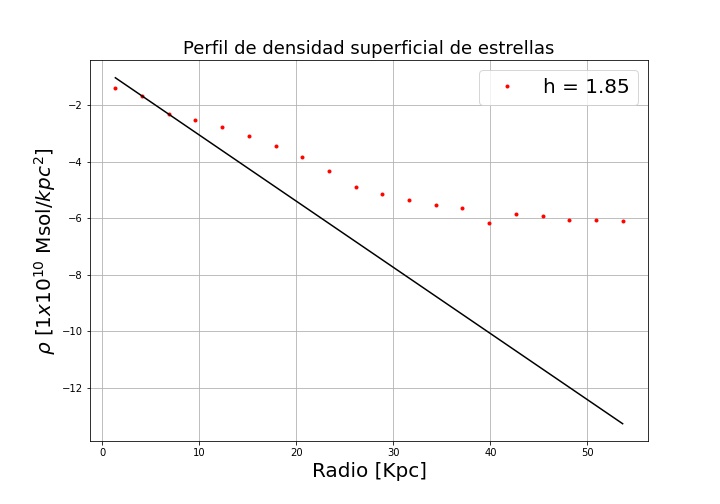 Perfil de densidad superficial de estrellas
h = 1.85
−2
−4
−6
−8
−10
−12
ρ [1x10¹⁰ Msol/kpc²]
0 10 20 30 40 50
Radio [Kpc]